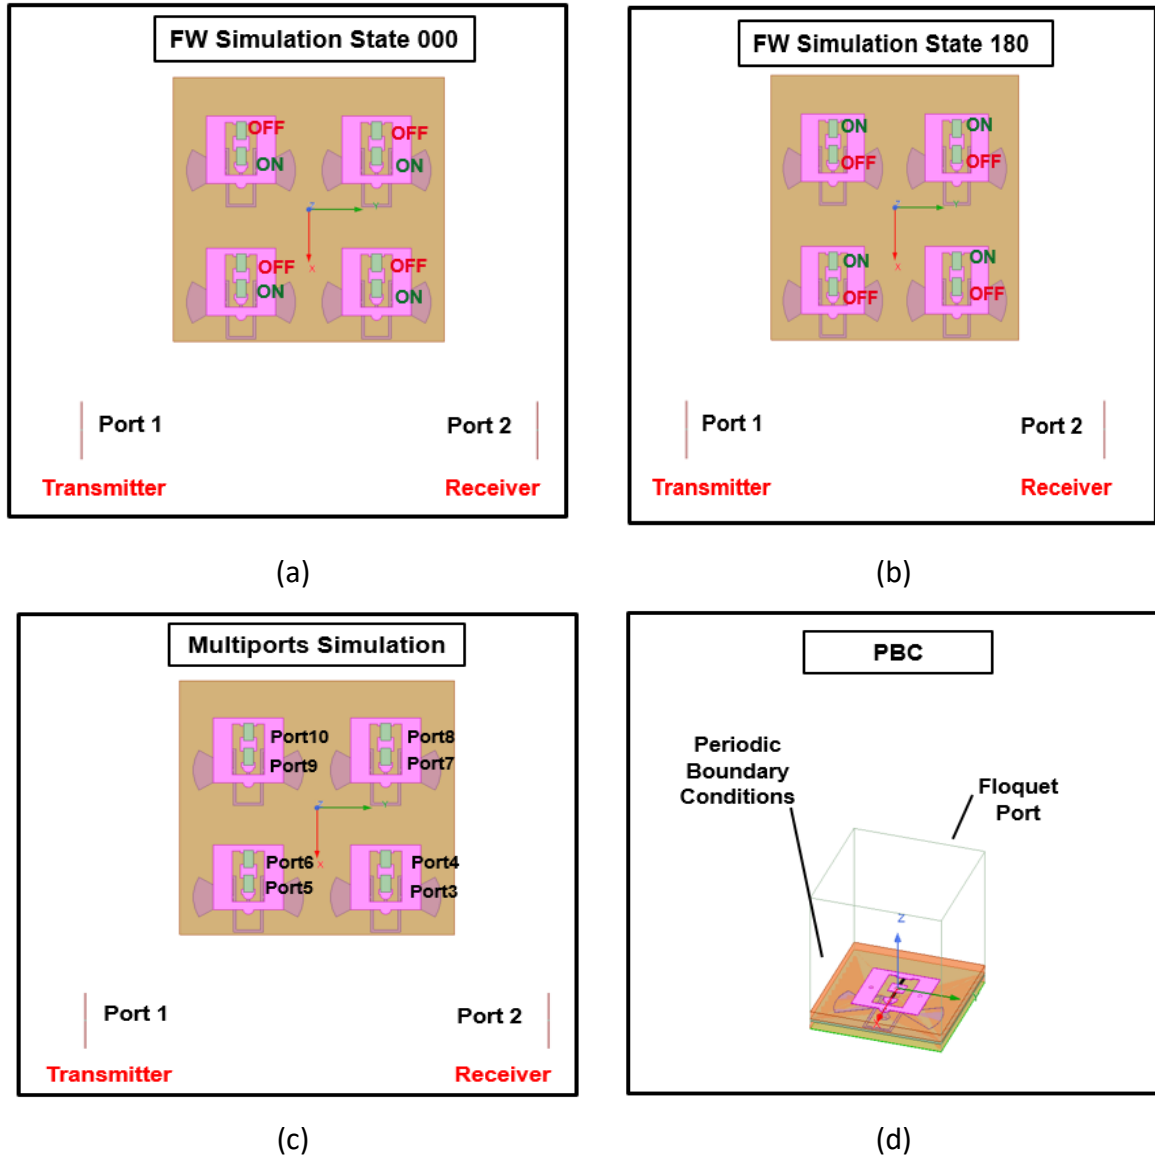 FW Simulation State 000
OFF
OFF
ON
ON
Z
Y
X
OFF
OFF
ON
ON
Port 1
Port 2
Transmitter
Receiver
(a)
FW Simulation State 180
ON
ON
OFF
OFF
Z
Y
X
ON
ON
OFF
OFF
Port 1
Port 2
Transmitter
Receiver
(b)
Multiports Simulation
Port10
Port8
Port9
Port7
Z
Y
X
Port6
Port4
Port5
Port3
Port 1
Port 2
Transmitter
Receiver
(c)
PBC
Periodic
Boundary
Conditions
Floquet
Port
Z
X
(d)